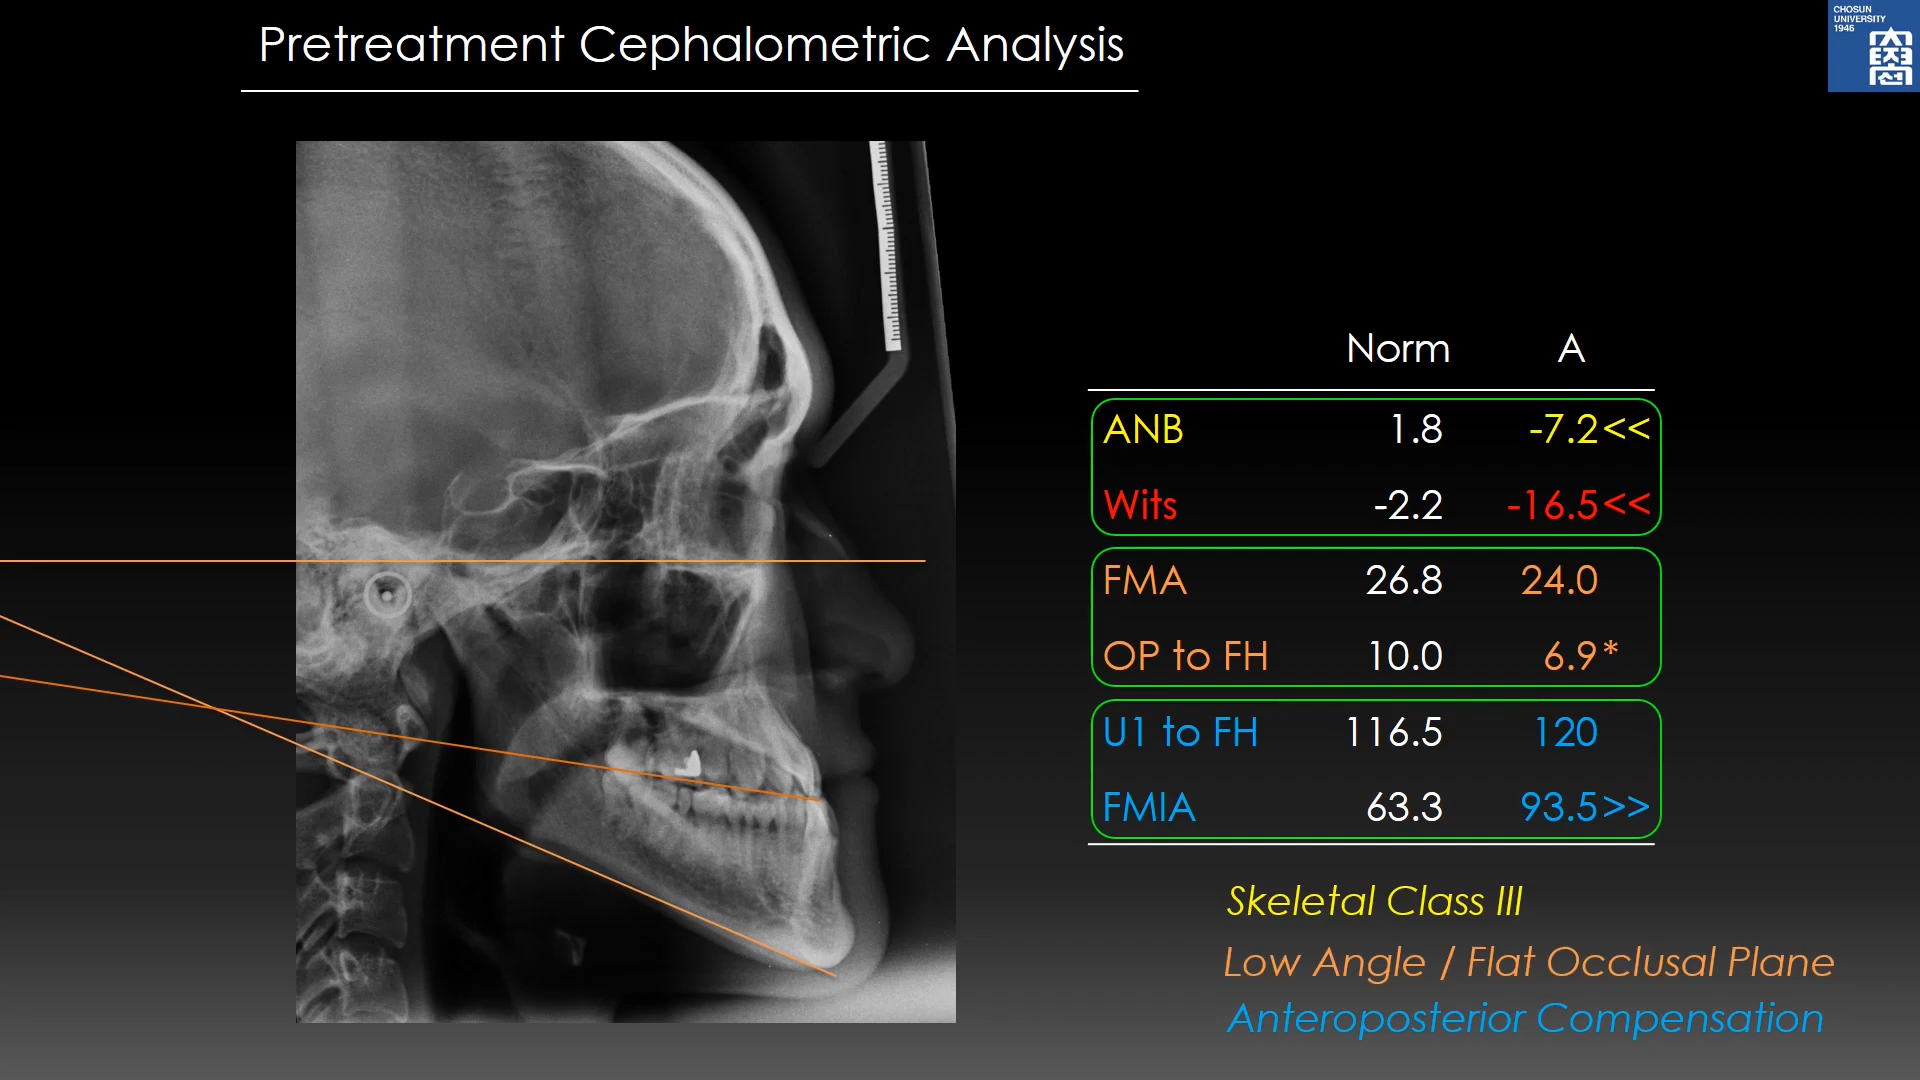 Pretreatment Cephalometric Analysis
CHOSUN
UNIVERSITY
1946
조선
Norm A
ANB 1.8 -7.2<<
Wits -2.2 -16.5<<
FMA 26.8 24.0
OP to FH 10.0 6.9*
U1 to FH 116.5 120
FMIA 63.3 93.5>>
Skeletal Class III
Low Angle / Flat Occlusal Plane
Anteroposterior Compensation